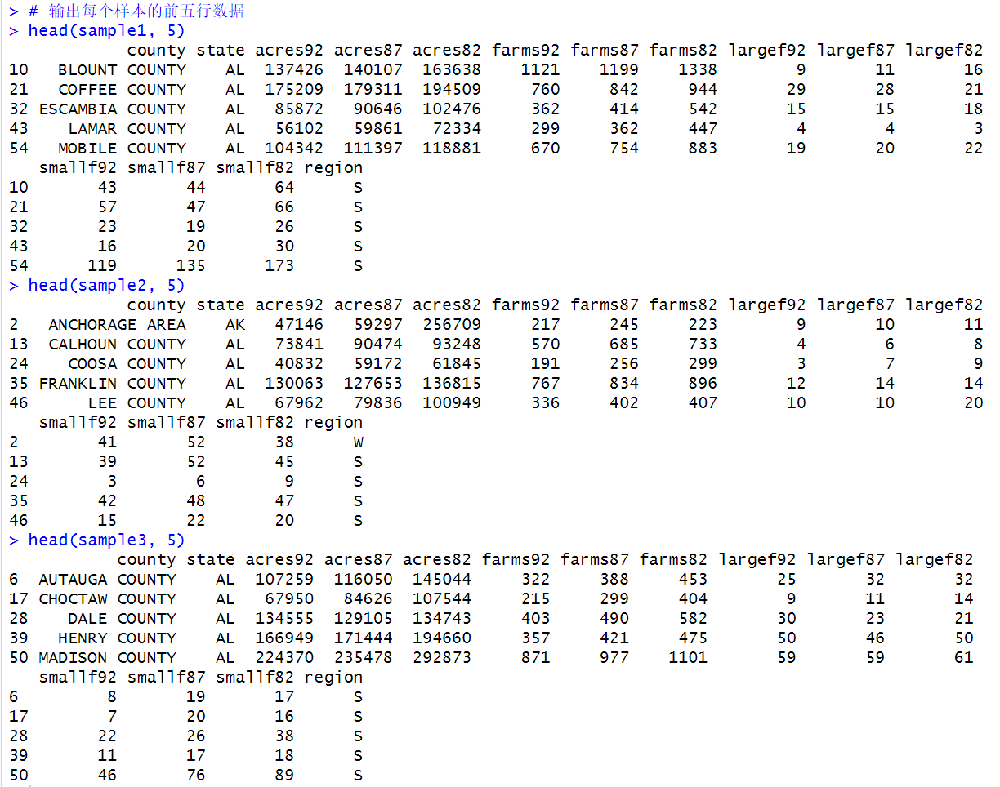 > # 输出每个样本的前五行数据
> head(sample1, 5)
            county state acres92 acres87 acres82 farms92 farms87 farms82 largef92 largef87 largef82
10   BLOUNT COUNTY    AL  137426  140107  163638    1121    1199    1338        9       11       16
21   COFFEE COUNTY    AL  175209  179311  194509     760     842     944       29       28       21
32 ESCAMBIA COUNTY    AL   85872   90646  102476     362     414     542       15       15       18
43    LAMAR COUNTY    AL   56102   59861   72334     299     362     447        4        4        3
54   MOBILE COUNTY    AL  104342  111397  118881     670     754     883       19       20       22
   smallf92 smallf87 smallf82 region
10       43       44       64      S
21       57       47       66      S
32       23       19       26      S
43       16       20       30      S
54      119      135      173      S
> head(sample2, 5)
            county state acres92 acres87 acres82 farms92 farms87 farms82 largef92 largef87 largef82
2   ANCHORAGE AREA    AK   47146   59297  256709     217     245     223        9       10       11
13  CALHOUN COUNTY    AL   73841   90474   93248     570     685     733        4        6        8
24    COOSA COUNTY    AL   40832   59172   61845     191     256     299        3        7        9
35 FRANKLIN COUNTY    AL  130063  127653  136815     767     834     896       12       14       14
46      LEE COUNTY    AL   67962   79836  100949     336     402     407       10       10       20
   smallf92 smallf87 smallf82 region
2        41       52       38      W
13       39       52       45      S
24        3        6        9      S
35       42       48       47      S
46       15       22       20      S
> head(sample3, 5)
           county state acres92 acres87 acres82 farms92 farms87 farms82 largef92 largef87 largef82
6  AUTAUGA COUNTY    AL  107259  116050  145044     322     388     453       25       32       32
17 CHOCTAW COUNTY    AL   67950   84626  107544     215     299     404        9       11       14
28    DALE COUNTY    AL  134555  129105  134743     403     490     582       30       23       21
39   HENRY COUNTY    AL  166949  171444  194660     357     421     475       50       46       50
50 MADISON COUNTY    AL  224370  235478  292873     871     977    1101       59       59       61
   smallf92 smallf87 smallf82 region
6         8       19       17      S
17        7       20       16      S
28       22       26       38      S
39       11       17       18      S
50       46       76       89      S